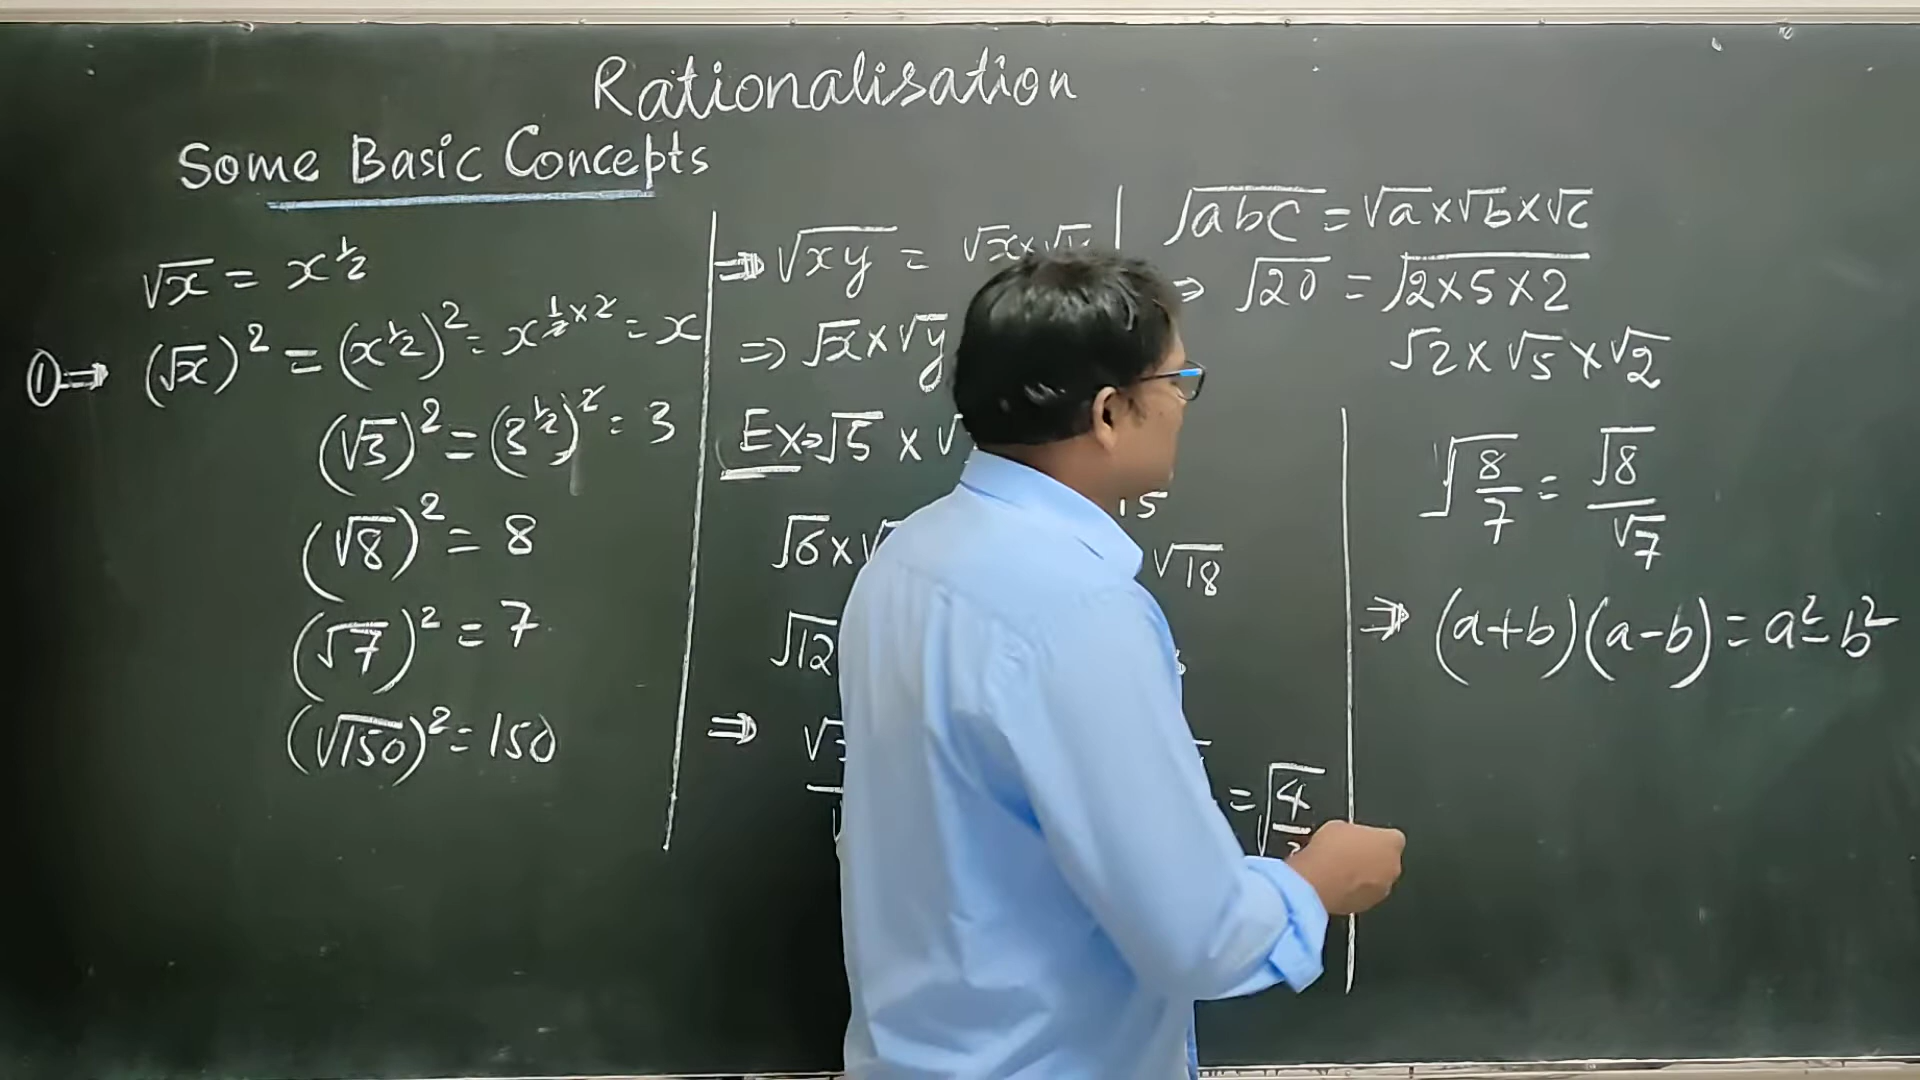 Rationalisation
Some Basic Concepts
√x = x^½
① ⇒ (√x)² = (x^½)² = x^(½×2) = x
(√3)² = (3^½)² = 3
(√8)² = 8
(√7)² = 7
(√150)² = 150
⇒ √xy = √x×√y
⇒ √x×√y
Ex⇒ √5 ×
15
√6×
√18
√12
⇒
= √4
√abc = √a×√b×√c
⇒ √20 = √2×5×2
√2×√5×√2
√(8/7) = √8/√7
⇒ (a+b)(a-b) = a²-b²